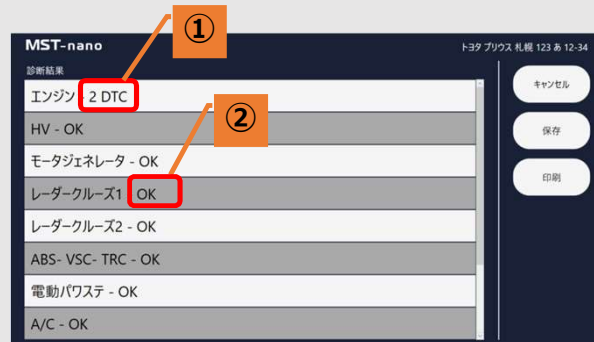 ①
MST-nano
トヨタ プリウス 札幌 123 あ 12-34
診断結果
エンジン - 2 DTC
キャンセル
②
HV - OK
保存
モータジェネレータ - OK
印刷
レーダークルーズ1 - OK
レーダークルーズ2 - OK
ABS- VSC- TRC - OK
電動パワステ - OK
A/C - OK